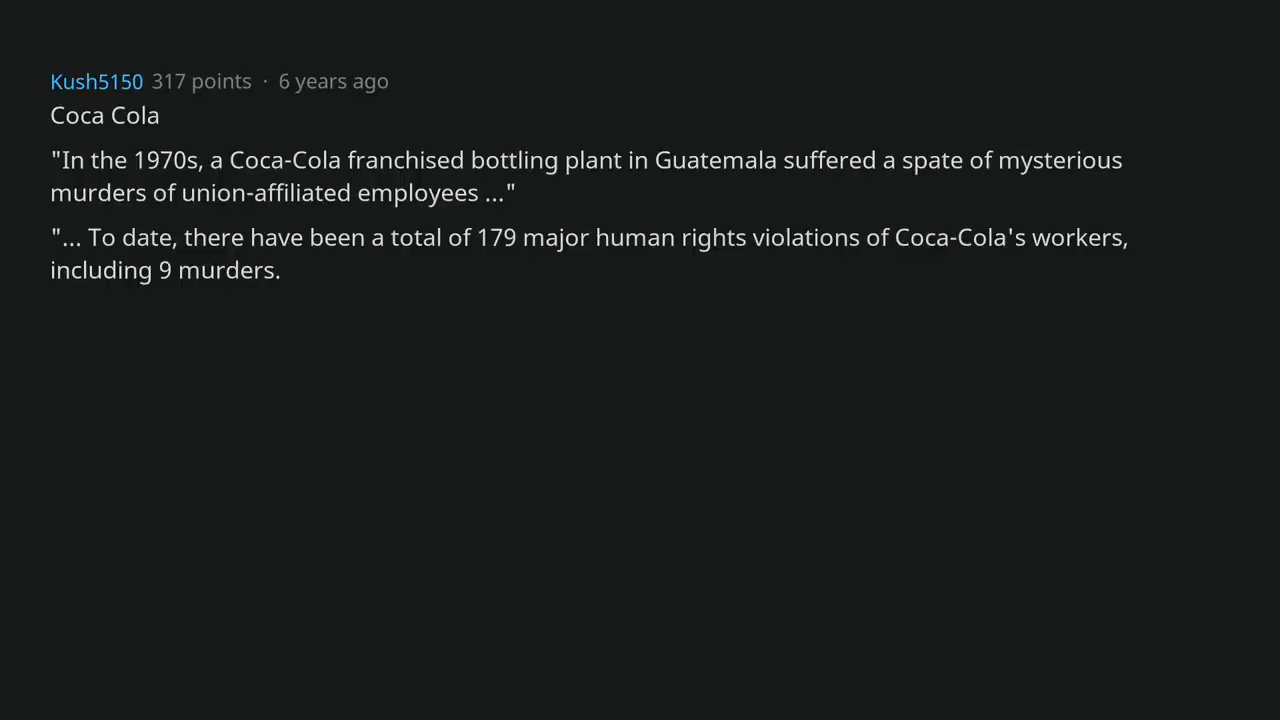 Kush5150 317 points · 6 years ago
Coca Cola
"In the 1970s, a Coca-Cola franchised bottling plant in Guatemala suffered a spate of mysterious
murders of union-affiliated employees ..."
"... To date, there have been a total of 179 major human rights violations of Coca-Cola's workers,
including 9 murders.